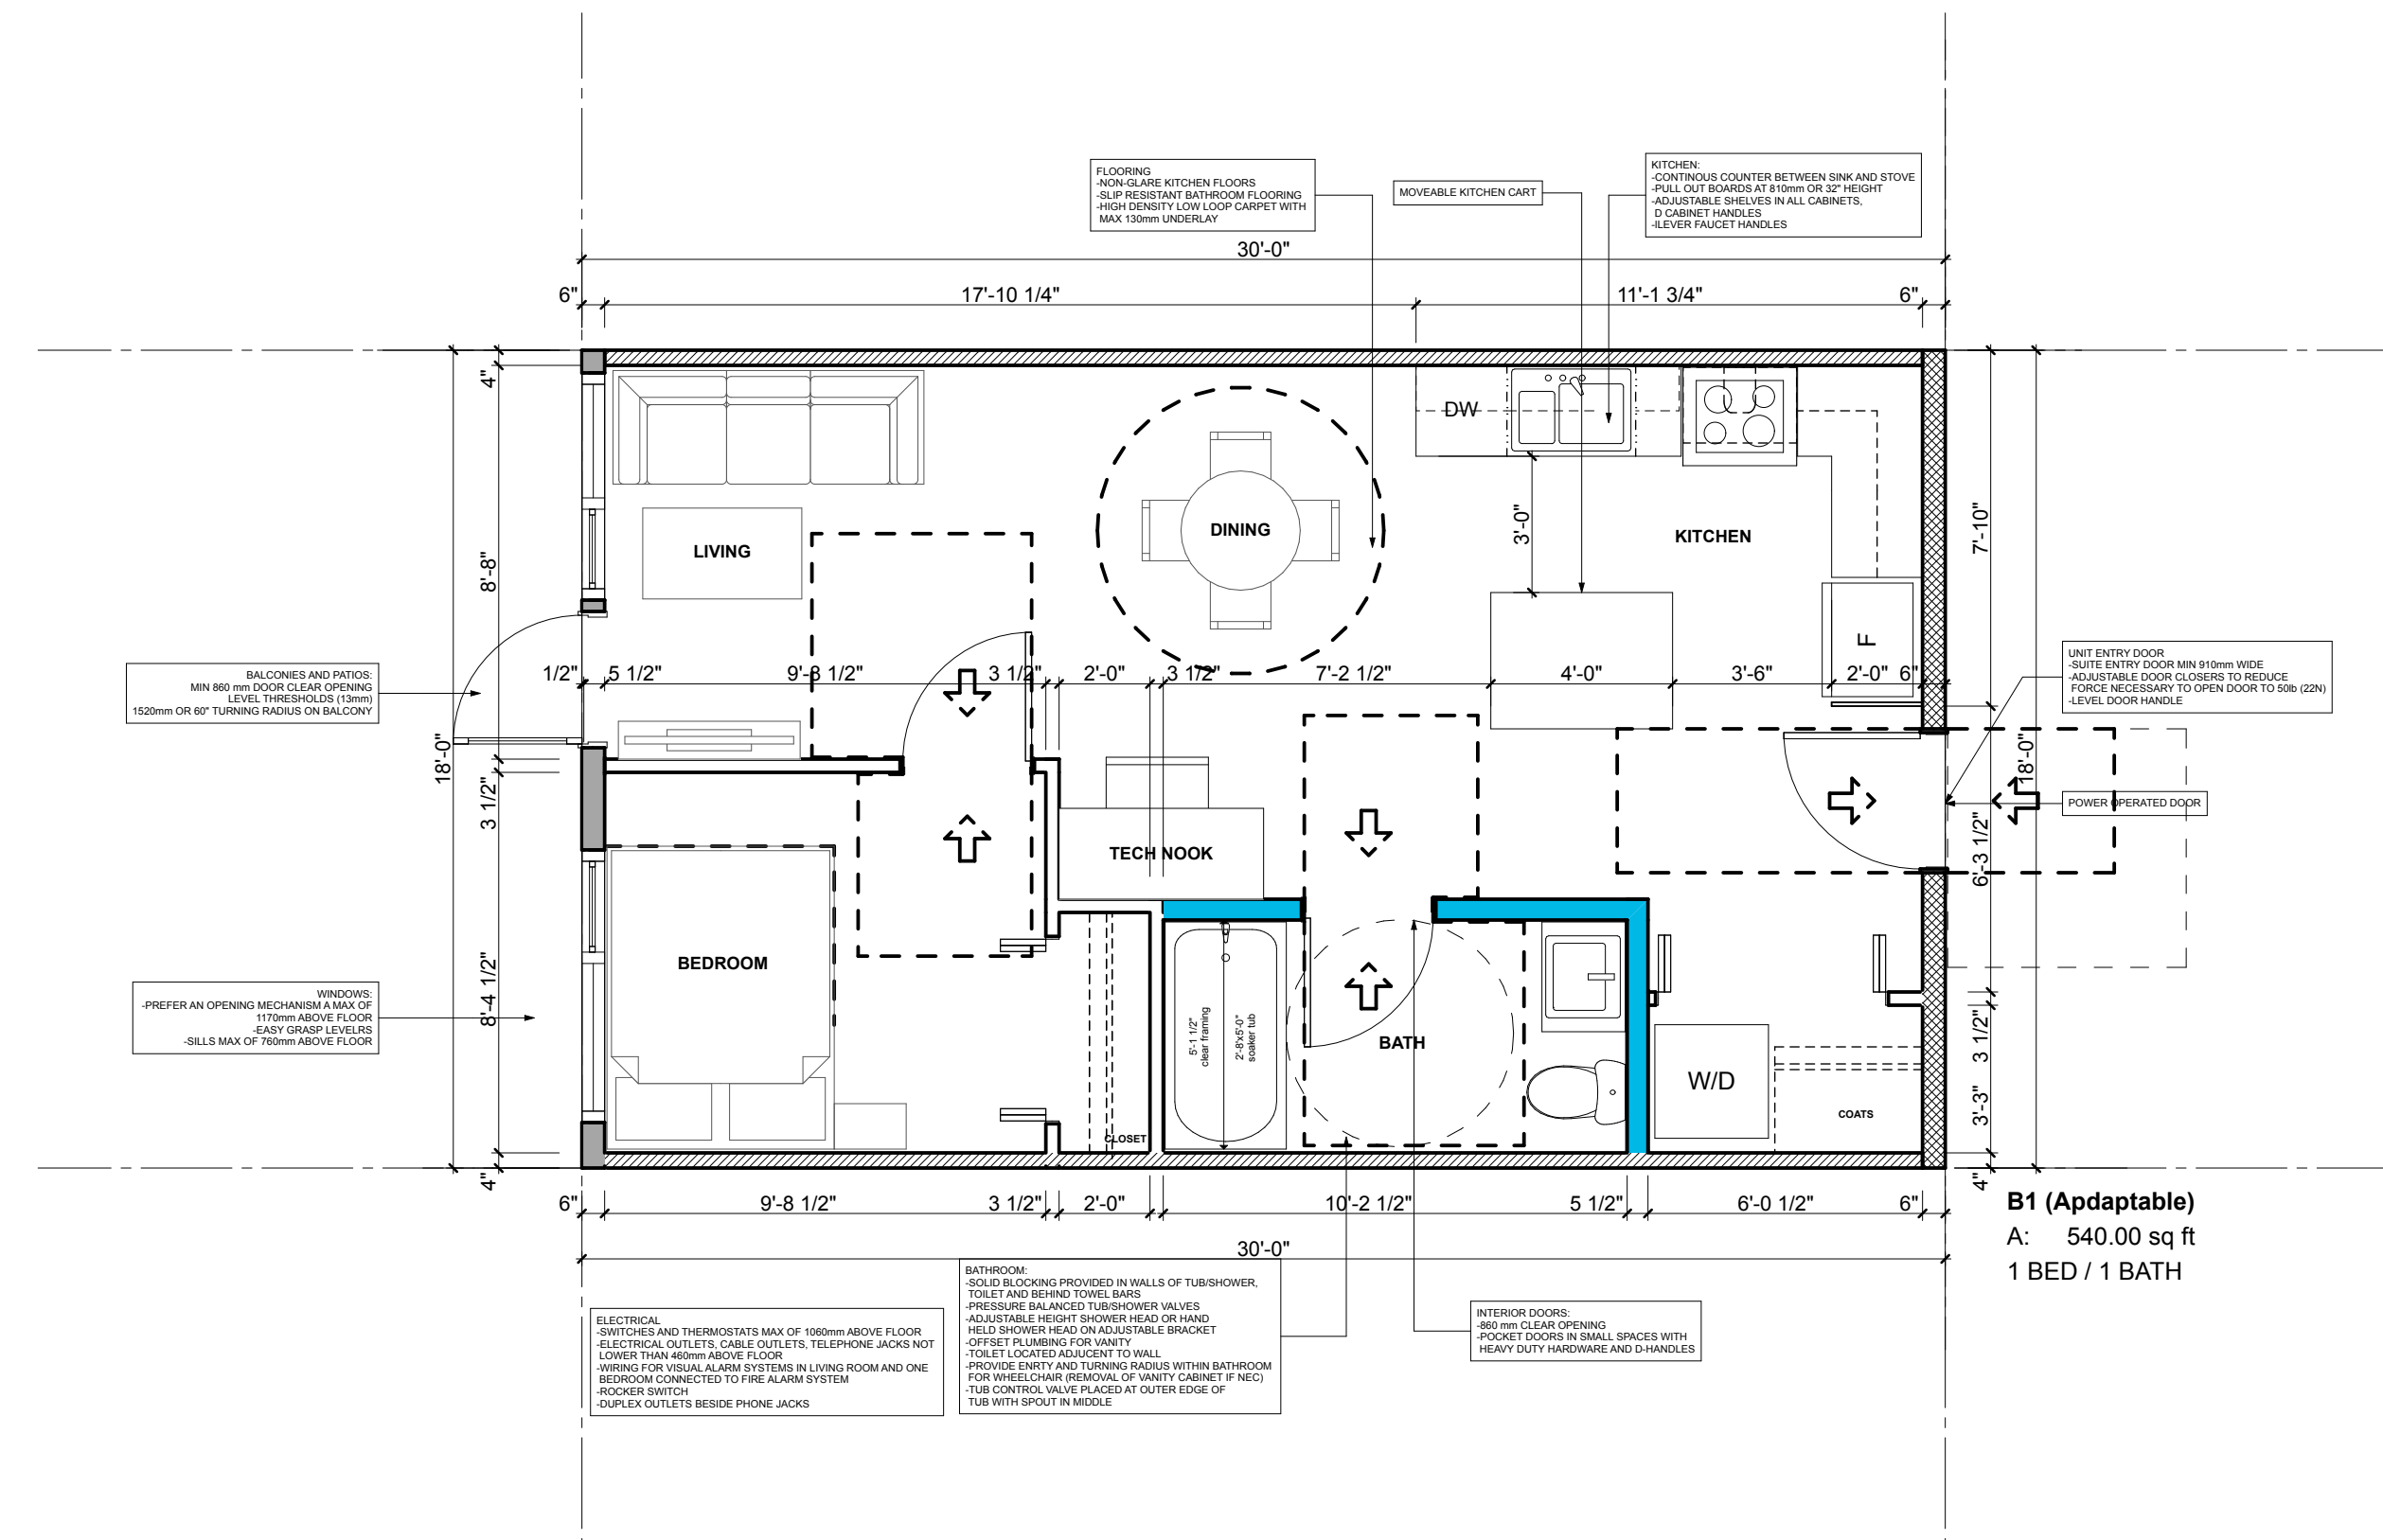 FLOORING
-NON-GLARE KITCHEN FLOORS
-SLIP RESISTANT BATHROOM FLOORING
-HIGH DENSITY LOW LOOP CARPET WITH
MAX 130mm UNDERLAY
MOVEABLE KITCHEN CART
KITCHEN:
-CONTINOUS COUNTER BETWEEN SINK AND STOVE
-PULL OUT BOARDS AT 810mm OR 32" HEIGHT
-ADJUSTABLE SHELVES IN ALL CABINETS,
D CABINET HANDLES
-ILEVER FAUCET HANDLES
30'-0"
6"
17'-10 1/4"
11'-1 3/4"
6"
4"
8'-8"
18'-0"
3 1/2"
8'-4 1/2"
4"
DW
LIVING
DINING
3'-0"
KITCHEN
F
7'-10"
18'-0"
6'-3 1/2"
3 1/2"
3'-3"
4"
1/2"
5 1/2"
9'-8 1/2"
3 1/2"
2'-0"
3 1/2"
7'-2 1/2"
4'-0"
3'-6"
2'-0"
6"
BALCONIES AND PATIOS:
MIN 860 mm DOOR CLEAR OPENING
LEVEL THRESHOLDS (13mm)
1520mm OR 60" TURNING RADIUS ON BALCONY
UNIT ENTRY DOOR
-SUITE ENTRY DOOR MIN 910mm WIDE
-ADJUSTABLE DOOR CLOSERS TO REDUCE
FORCE NECESSARY TO OPEN DOOR TO 50lb (22N)
-LEVEL DOOR HANDLE
POWER OPERATED DOOR
TECH NOOK
BEDROOM
WINDOWS:
-PREFER AN OPENING MECHANISM A MAX OF
1170mm ABOVE FLOOR
-EASY GRASP LEVELRS
-SILLS MAX OF 760mm ABOVE FLOOR
5'-1 1/2"
clear framing
2'-8'x5'-0"
soaker tub
BATH
W/D
COATS
CLOSET
6"
9'-8 1/2"
3 1/2"
2'-0"
10'-2 1/2"
5 1/2"
6'-0 1/2"
6"
30'-0"
B1 (Apdaptable)
A: 540.00 sq ft
1 BED / 1 BATH
ELECTRICAL
-SWITCHES AND THERMOSTATS MAX OF 1060mm ABOVE FLOOR
-ELECTRICAL OUTLETS, CABLE OUTLETS, TELEPHONE JACKS NOT
LOWER THAN 460mm ABOVE FLOOR
-WIRING FOR VISUAL ALARM SYSTEMS IN LIVING ROOM AND ONE
BEDROOM CONNECTED TO FIRE ALARM SYSTEM
-ROCKER SWITCH
-DUPLEX OUTLETS BESIDE PHONE JACKS
BATHROOM:
-SOLID BLOCKING PROVIDED IN WALLS OF TUB/SHOWER,
TOILET AND BEHIND TOWEL BARS
-PRESSURE BALANCED TUB/SHOWER VALVES
-ADJUSTABLE HEIGHT SHOWER HEAD OR HAND
HELD SHOWER HEAD ON ADJUSTABLE BRACKET
-OFFSET PLUMBING FOR VANITY
-TOILET LOCATED ADJUCENT TO WALL
-PROVIDE ENRTY AND TURNING RADIUS WITHIN BATHROOM
FOR WHEELCHAIR (REMOVAL OF VANITY CABINET IF NEC)
-TUB CONTROL VALVE PLACED AT OUTER EDGE OF
TUB WITH SPOUT IN MIDDLE
INTERIOR DOORS:
-860 mm CLEAR OPENING
-POCKET DOORS IN SMALL SPACES WITH
HEAVY DUTY HARDWARE AND D-HANDLES